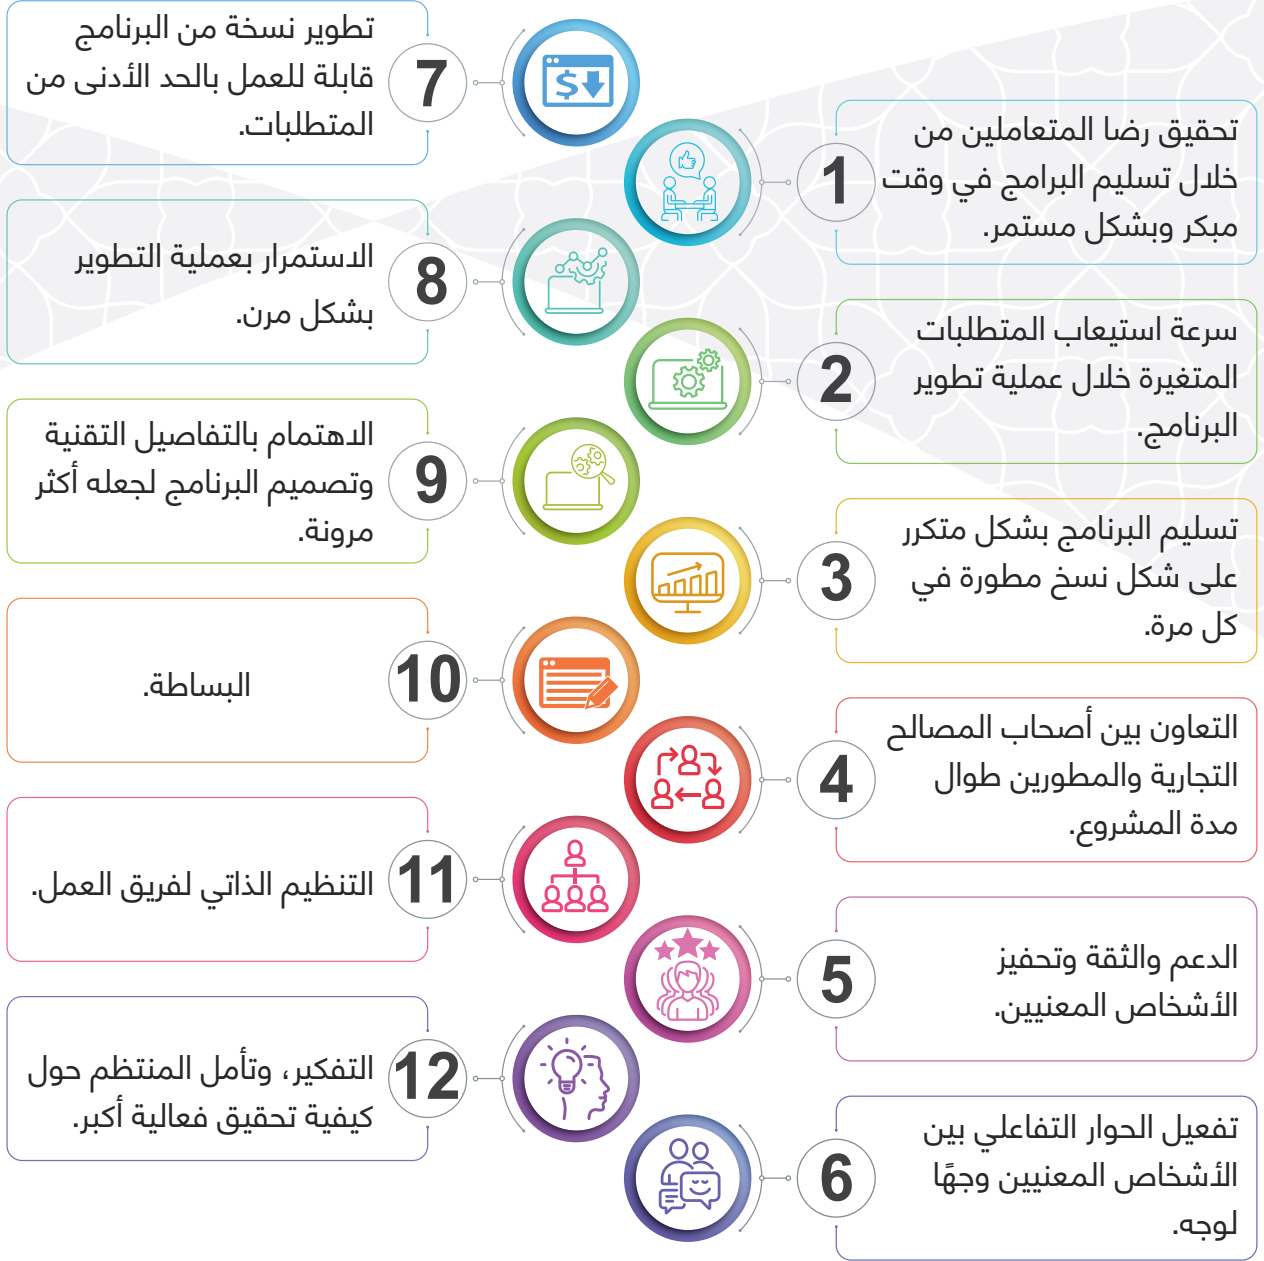 1
تحقيق رضا المتعاملين من
خلال تسليم البرامج في وقت
مبكر وبشكل مستمر.
2
سرعة استيعاب المتطلبات
المتغيرة خلال عملية تطوير
البرنامج.
3
تسليم البرنامج بشكل متكرر
على شكل نسخ مطورة في
كل مرة.
4
التعاون بين أصحاب المصالح
التجارية والمطورين طوال
مدة المشروع.
5
الدعم والثقة وتحفيز
الأشخاص المعنيين.
6
تفعيل الحوار التفاعلي بين
الأشخاص المعنيين وجهًا
لوجه.
7
تطوير نسخة من البرنامج
قابلة للعمل بالحد الأدنى من
المتطلبات.
$
8
الاستمرار بعملية التطوير
بشكل مرن.
9
الاهتمام بالتفاصيل التقنية
وتصميم البرنامج لجعله أكثر
مرونة.
10
البساطة.
11
التنظيم الذاتي لفريق العمل.
12
التفكير، وتأمل المنتظم حول
كيفية تحقيق فعالية أكبر.